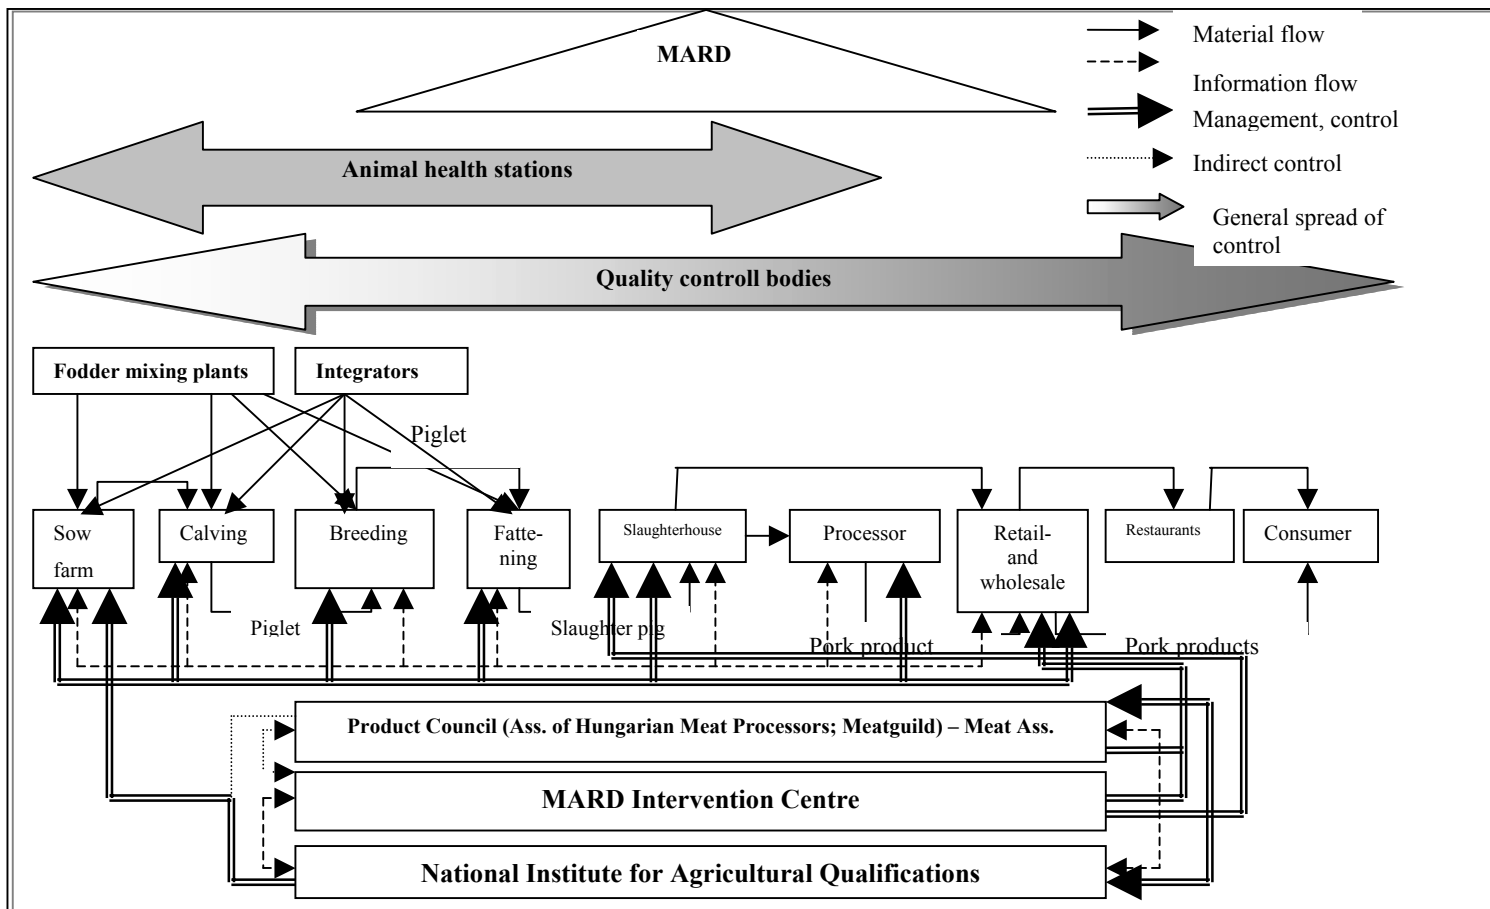 MARD
Material flow
Information flow
Management, control
Indirect control
General spread of
control
Animal health stations
Quality controll bodies
Fodder mixing plants
Integrators
Piglet
Sow
farm
Calving
Breeding
Fatte-
ning
Slaughterhouse
Processor
Retail-
and
wholesale
Restaurants
Consumer
Piglet
Slaughter pig
Pork product
Pork products
Product Council (Ass. of Hungarian Meat Processors; Meatguild) – Meat Ass.
MARD Intervention Centre
National Institute for Agricultural Qualifications